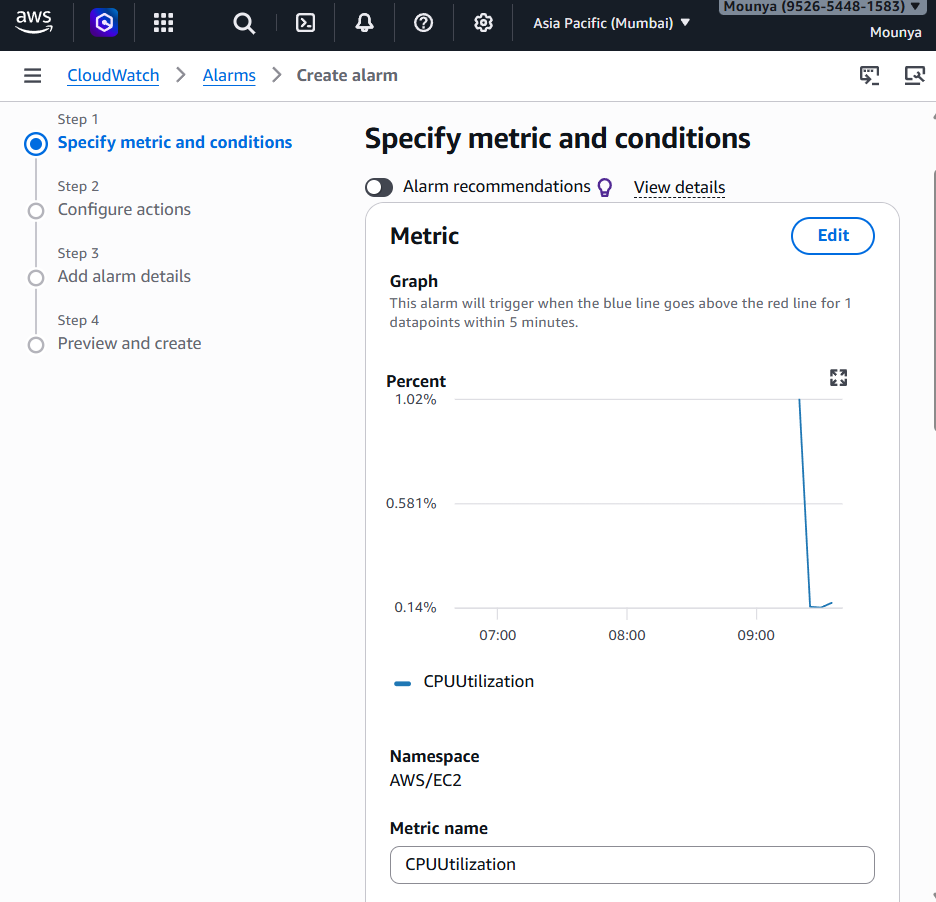 aws
Asia Pacific (Mumbai)
Mounya (9526-5448-1583)
Mounya
CloudWatch
Alarms
Create alarm
Step 1
Specify metric and conditions
Step 2
Configure actions
Step 3
Add alarm details
Step 4
Preview and create
Specify metric and conditions
Alarm recommendations
View details
Metric
Edit
Graph
This alarm will trigger when the blue line goes above the red line for 1
datapoints within 5 minutes.
Percent
1.02%
0.581%
0.14%
07:00 08:00 09:00
CPUUtilization
Namespace
AWS/EC2
Metric name
CPUUtilization